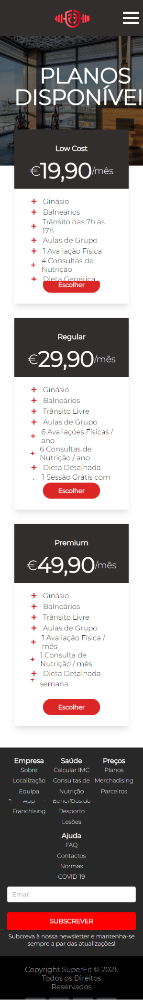 PLANOS
DISPONÍVEI
Low Cost
€19,90/mês
Ginásio
Balneários
Trânsito das 7h às
17h
Aulas de Grupo
1 Avaliação Física
4 Consultas de
Nutrição
Dieta Genérica
Escolher
Regular
€29,90/mês
Ginásio
Balneários
Trânsito Livre
Aulas de Grupo
6 Avaliações Físicas /
ano
6 Consultas de
Nutrição / ano
Dieta Detalhada
1 Sessão Grátis com
Escolher
Premium
€49,90/mês
Ginásio
Balneários
Trânsito Livre
Aulas de Grupo
1 Avaliação Física /
mês
1 Consulta de
Nutrição / mês
Dieta Detalhada
semana
Escolher
Empresa
Sobre
Localização
Equipa
App
Franchising
Saúde
Calcular IMC
Consultas de
Nutrição
Benefícios do
Desporto
Lesões
Preços
Planos
Merchadising
Parceiros
Ajuda
FAQ
Contactos
Normas
COVID-19
Email
SUBSCREVER
Subcreva à nossa newsletter e mantenha-se
sempre a par das atualizações!
Copyright SuperFit © 2021.
Todos os Direitos
Reservados